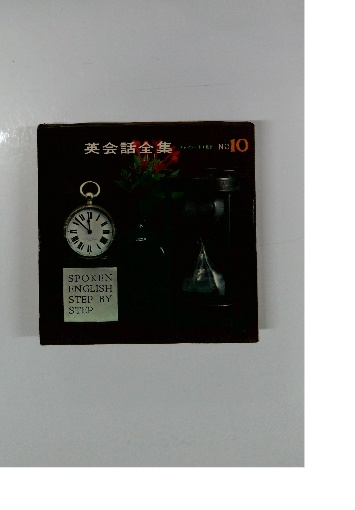 英会話全集 NO.10
SPOKEN
ENGLISH
STEP BY
STEP